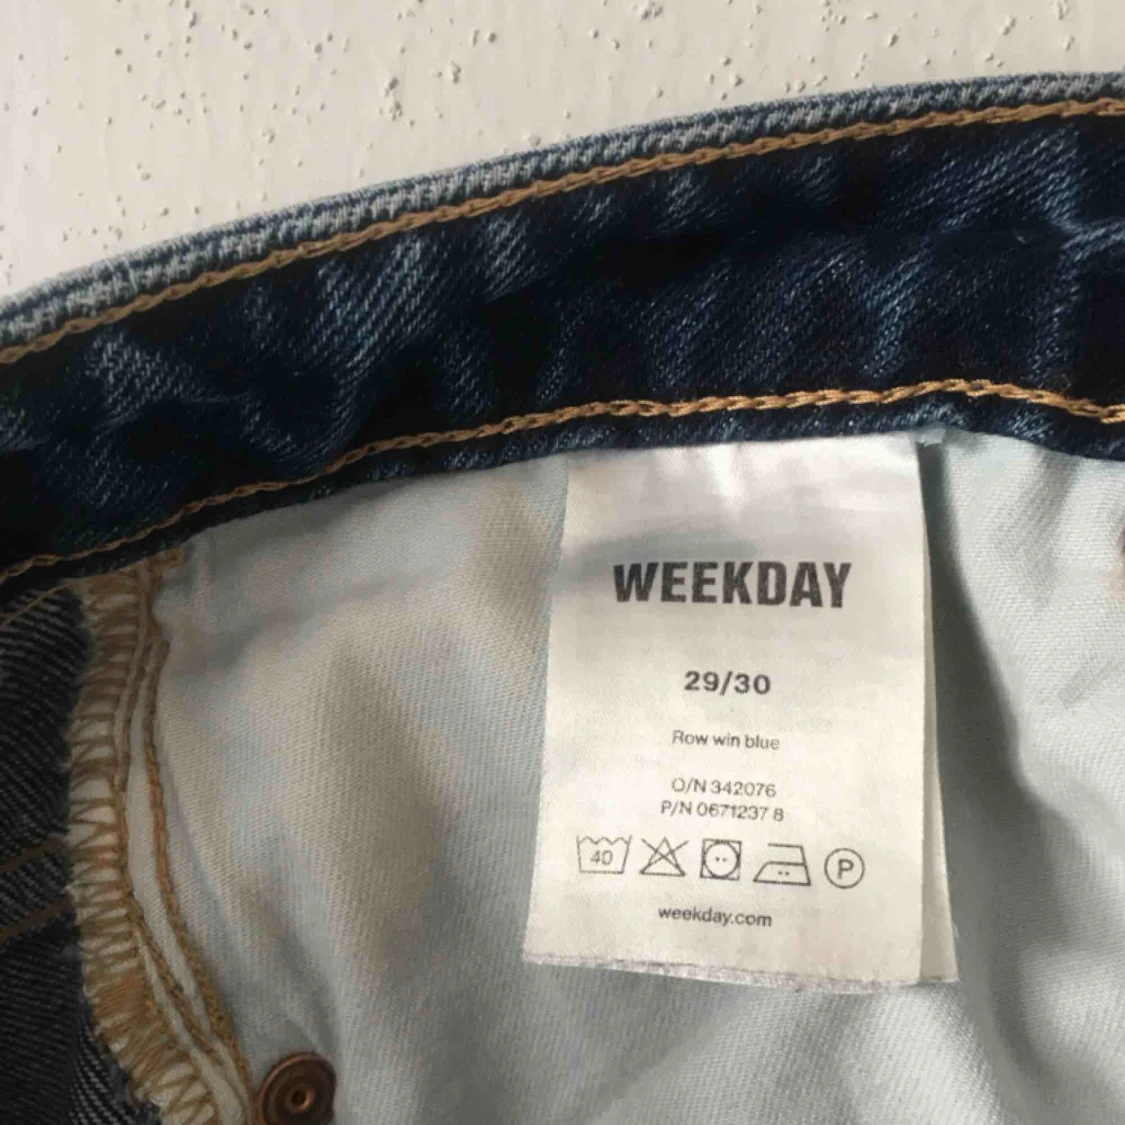 WEEKDAY
29/30
Row win blue
O/N 342076
P/N 0671237 8
40 P
weekday.com